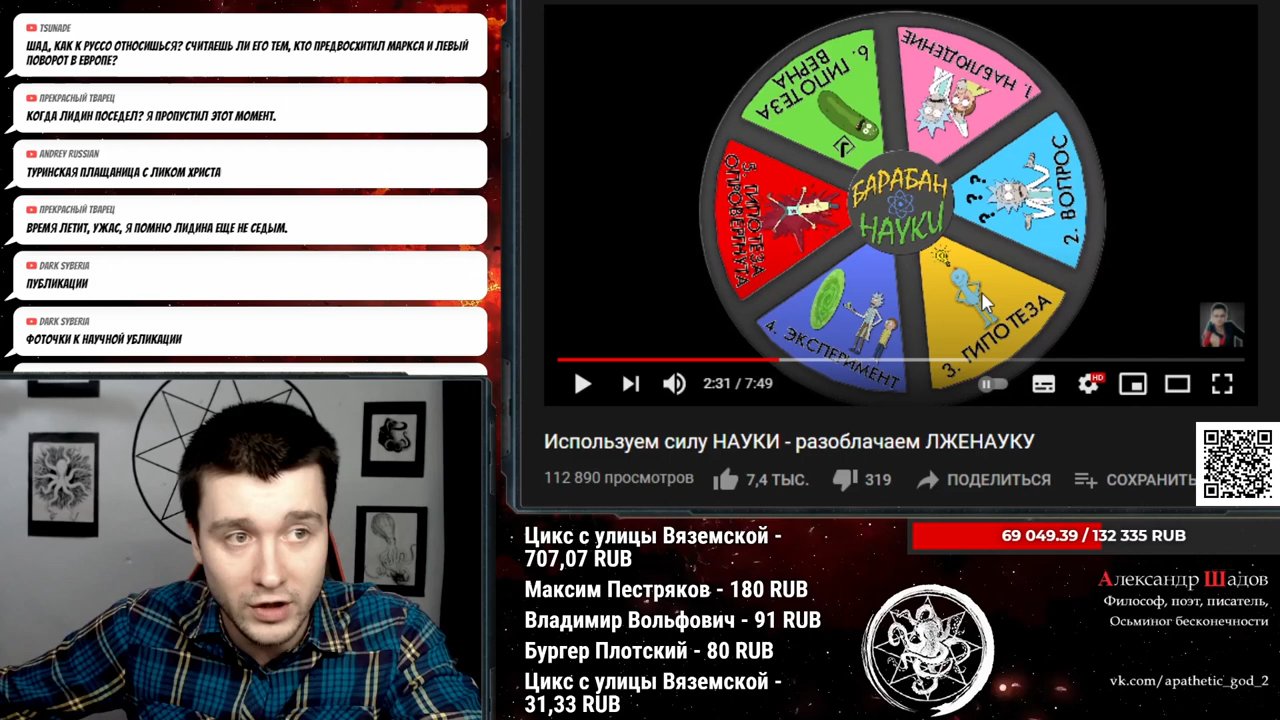 TSUNADE
ШАД, КАК К РУССО ОТНОСИШЬСЯ? СЧИТАЕШЬ ЛИ ЕГО ТЕМ, КТО ПРЕДВОСХИТИЛ МАРКСА И ЛЕВЫЙ
ПОВОРОТ В ЕВРОПЕ?
ПРЕКРАСНЫЙ ТВАРЕЦ
КОГДА ЛИДИН ПОСЕДЕЛ? Я ПРОПУСТИЛ ЭТОТ МОМЕНТ.
ANDREY RUSSIAN
ТУРИНСКАЯ ПЛАЩАНИЦА С ЛИКОМ ХРИСТА
ПРЕКРАСНЫЙ ТВАРЕЦ
ВРЕМЯ ЛЕТИТ, УЖАС, Я ПОМНЮ ЛИДИНА ЕЩЕ НЕ СЕДЫМ.
DARK SYBERIA
ПУБЛИКАЦИИ
DARK SYBERIA
ФОТОЧКИ К НАУЧНОЙ УБЛИКАЦИИ
1. НАБЛЮДЕНИЕ
2. ВОПРОС
? ? ?
3. ГИПОТЕЗА
4. ЭКСПЕРИМЕНТ
5. ГИПОТЕЗА
ОПРОВЕРГНУТА
6. ГИПОТЕЗА
ВЕРНА
БАРАБАН
НАУКИ
2:31 / 7:49
HD
Используем силу НАУКИ - разоблачаем ЛЖЕНАУКУ
112 890 просмотров
7,4 ТЫС.
319
ПОДЕЛИТЬСЯ
СОХРАНИТЬ
Цикс с улицы Вяземской -
707,07 RUB
Максим Пестряков - 180 RUB
Владимир Вольфович - 91 RUB
Бургер Плотский - 80 RUB
Цикс с улицы Вяземской -
31,33 RUB
69 049.39 / 132 335 RUB
Александр Шадов
Философ, поэт, писатель,
Осьминог бесконечности
vk.com/apathetic_god_2